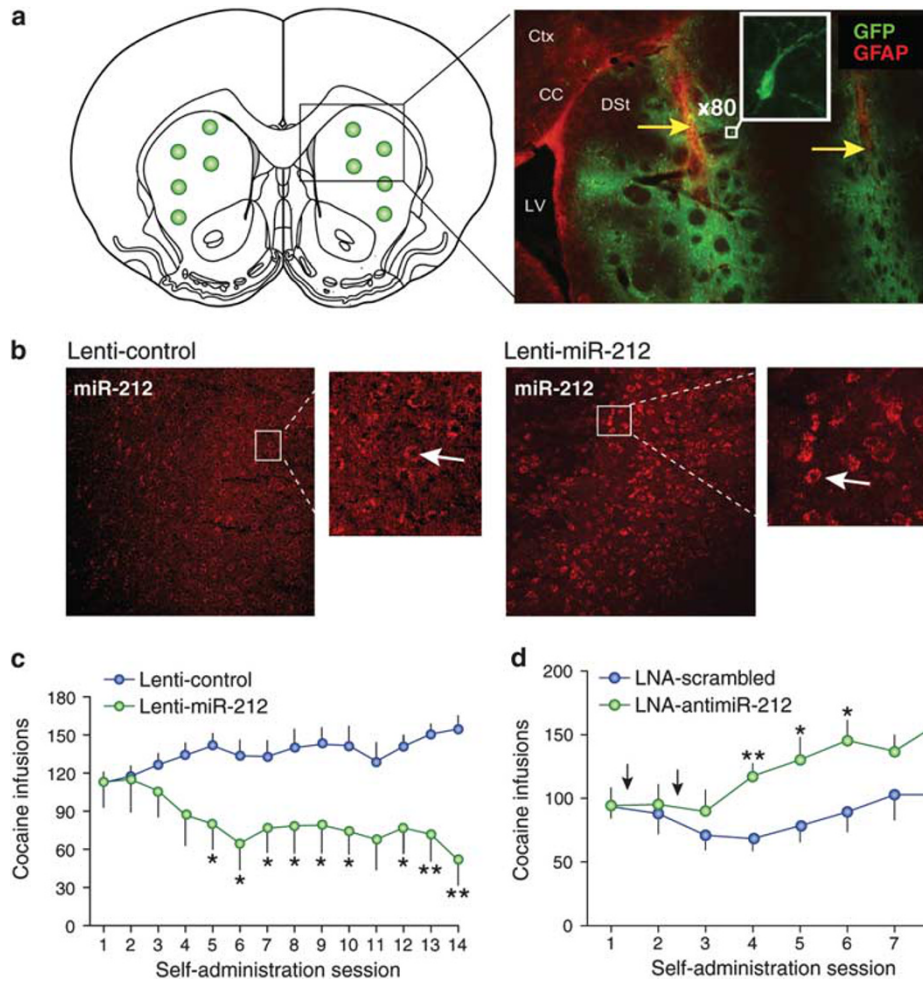 a
Ctx
CC
DSt
LV
x80
GFP
GFAP
b
Lenti-control
miR-212
Lenti-miR-212
miR-212
c
Lenti-control
Lenti-miR-212
Cocaine infusions
180
150
120
90
60
30
0
* * * * * * * ** **
1 2 3 4 5 6 7 8 9 10 11 12 13 14
Self-administration session
d
LNA-scrambled
LNA-antimiR-212
Cocaine infusions
200
150
100
50
0
** * *
1 2 3 4 5 6 7
Self-administration session